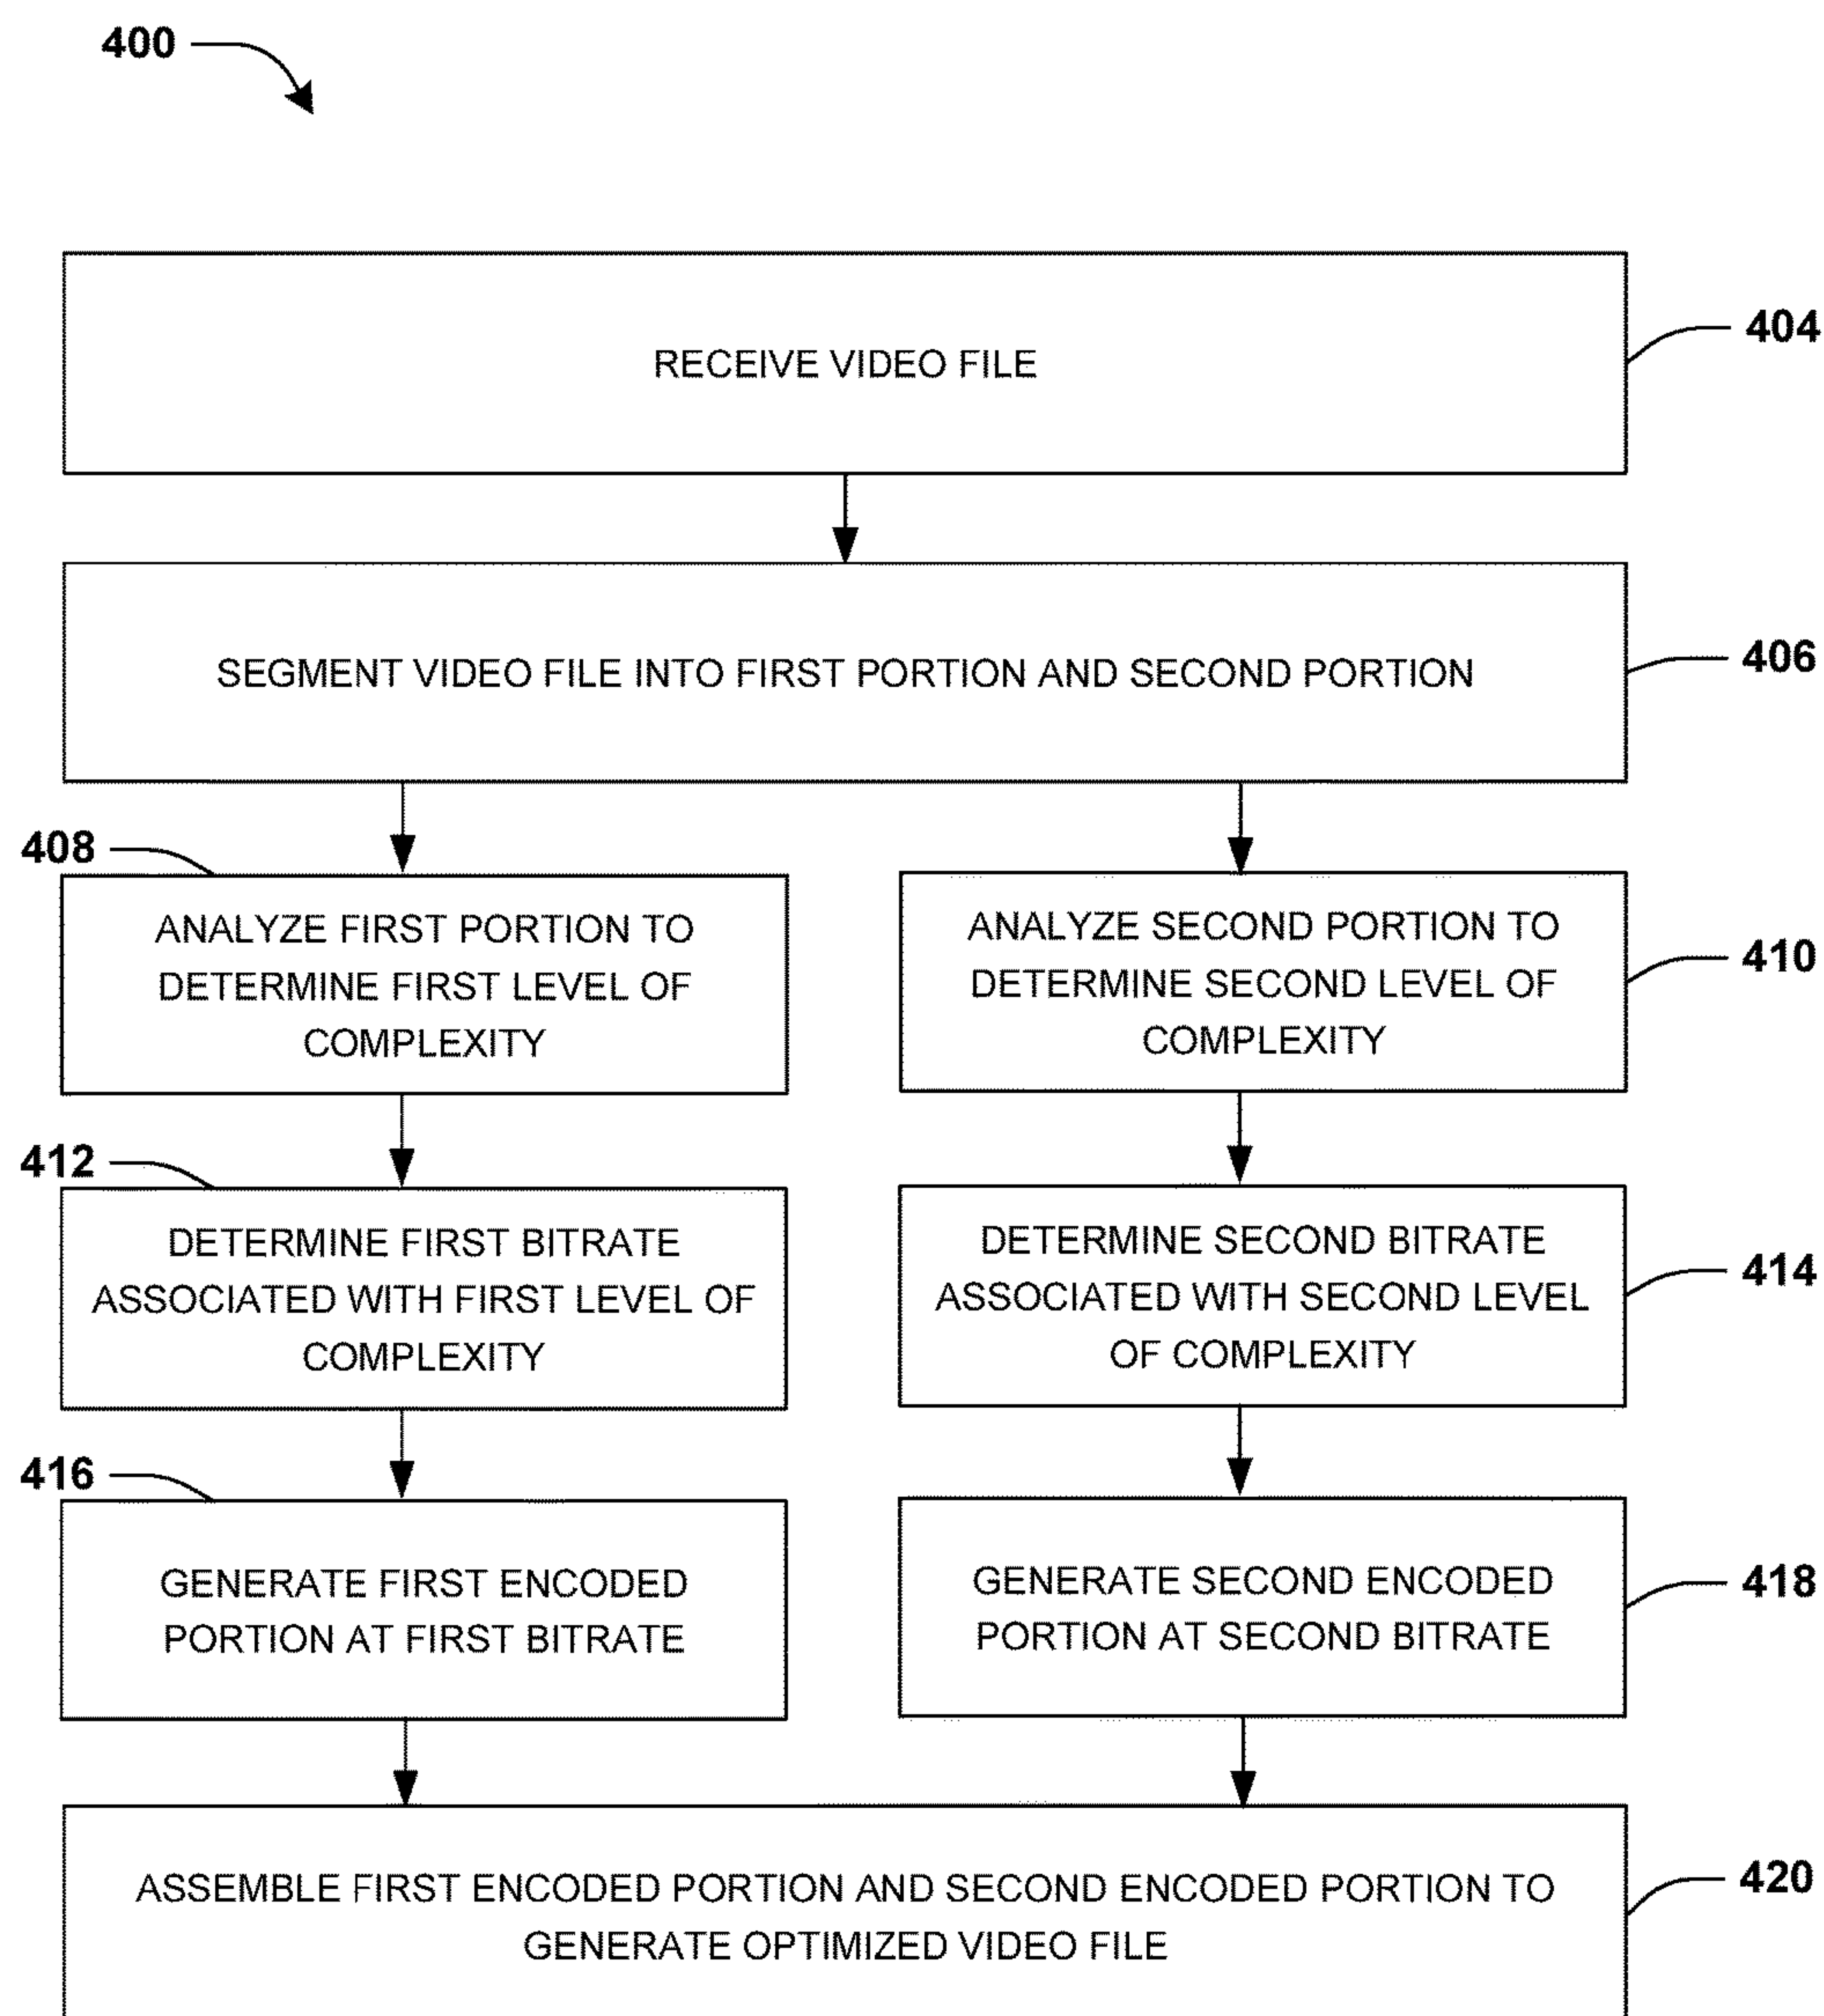 400
RECEIVE VIDEO FILE
404
SEGMENT VIDEO FILE INTO FIRST PORTION AND SECOND PORTION
406
408
ANALYZE FIRST PORTION TO
DETERMINE FIRST LEVEL OF
COMPLEXITY
ANALYZE SECOND PORTION TO
DETERMINE SECOND LEVEL OF
COMPLEXITY
410
412
DETERMINE FIRST BITRATE
ASSOCIATED WITH FIRST LEVEL OF
COMPLEXITY
DETERMINE SECOND BITRATE
ASSOCIATED WITH SECOND LEVEL
OF COMPLEXITY
414
416
GENERATE FIRST ENCODED
PORTION AT FIRST BITRATE
GENERATE SECOND ENCODED
PORTION AT SECOND BITRATE
418
ASSEMBLE FIRST ENCODED PORTION AND SECOND ENCODED PORTION TO
GENERATE OPTIMIZED VIDEO FILE
420